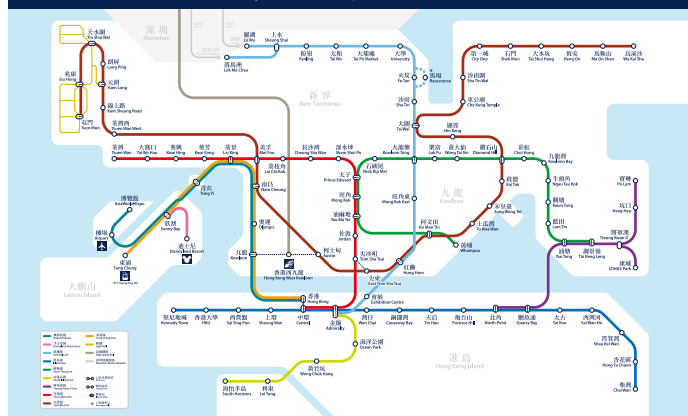 深圳
Shenzhen
羅湖
Lo Wu
上水
Sheung Shui
粉嶺
Fanling
太和
Tai Wo
大埔墟
Tai Po Market
大學
University
落馬洲
Lok Ma Chau
第一城
City One
石門
Shek Mun
大水坑
Tai Shui Hang
恆安
Heng On
馬鞍山
Ma On Shan
烏溪沙
Wu Kai Sha
天水圍
Tin Shui Wai
朗屏
Long Ping
兆康
Siu Hong
元朗
Yuen Long
錦上路
Kam Sheung Road
屯門
Tuen Mun
新界
New Territories
火炭
Fo Tan
馬場
Racecourse
沙田圍
Sha Tin Wai
沙田
Sha Tin
車公廟
Che Kung Temple
大圍
Tai Wai
顯徑
Hin Keng
荃灣西
Tsuen Wan West
荃灣
Tsuen Wan
大窩口
Tai Wo Hau
葵興
Kwai Hing
葵芳
Kwai Fong
荔景
Lai King
美孚
Mei Foo
荔枝角
Lai Chi Kok
長沙灣
Cheung Sha Wan
深水埗
Sham Shui Po
石硤尾
Shek Kip Mei
九龍塘
Kowloon Tong
樂富
Lok Fu
黃大仙
Wong Tai Sin
鑽石山
Diamond Hill
彩虹
Choi Hung
九龍灣
Kowloon Bay
太子
Prince Edward
啟德
Kai Tak
牛頭角
Ngau Tau Kok
寶琳
Po Lam
青衣
Tsing Yi
南昌
Nam Cheong
旺角
Mong Kok
旺角東
Mong Kok East
九龍
Kowloon
宋皇臺
Sung Wong Toi
觀塘
Kwun Tong
坑口
Hang Hau
博覽館
AsiaWorld-Expo
油麻地
Yau Ma Tei
土瓜灣
To Kwa Wan
藍田
Lam Tin
機場
Airport
欣澳
Sunny Bay
奧運
Olympic
佐敦
Jordan
何文田
Ho Man Tin
黃埔
Whampoa
油塘
Yau Tong
調景嶺
Tiu Keng Leng
將軍澳
Tseung Kwan O
迪士尼
Disneyland Resort
東涌
Tung Chung
九龍
Kowloon
柯士甸
Austin
尖沙咀
Tsim Sha Tsui
紅磡
Hung Hom
康城
LOHAS Park
香港西九龍
Hong Kong West Kowloon
尖東
East Tsim Sha Tsui
大嶼山
Lantau Island
香港
Hong Kong
會展
Exhibition Centre
堅尼地城
Kennedy Town
香港大學
HKU
西營盤
Sai Ying Pun
上環
Sheung Wan
中環
Central
金鐘
Admiralty
灣仔
Wan Chai
銅鑼灣
Causeway Bay
天后
Tin Hau
炮台山
Fortress Hill
北角
North Point
鰂魚涌
Quarry Bay
太古
Tai Koo
西灣河
Sai Wan Ho
筲箕灣
Shau Kei Wan
海洋公園
Ocean Park
黃竹坑
Wong Chuk Hang
港島
Hong Kong Island
杏花邨
Heng Fa Chuen
海怡半島
South Horizons
利東
Lei Tung
柴灣
Chai Wan